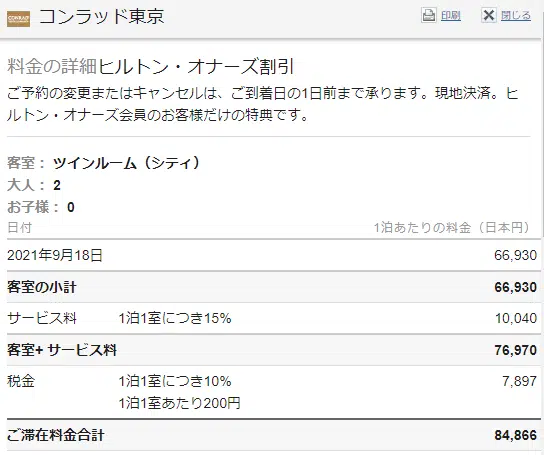 CONRAD
コンラッド東京
印刷
閉じる
料金の詳細ヒルトン・オナーズ割引
ご予約の変更またはキャンセルは、ご到着日の1日前まで承ります。現地決済。ヒ
ルトン・オナーズ会員のお客様だけの特典です。
客室： ツインルーム（シティ）
大人： 2
お子様： 0
日付 1泊あたりの料金（日本円）
2021年9月18日 66,930
客室の小計 66,930
サービス料 1泊1室につき15% 10,040
客室+ サービス料 76,970
税金 1泊1室につき10% 7,897
1泊1室あたり200円
ご滞在料金合計 84,866